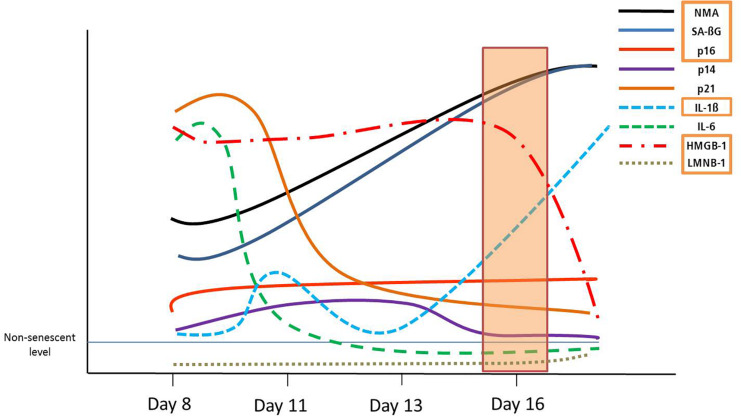 NMA
SA-ßG
p16
p14
p21
IL-1ß
IL-6
HMGB-1
LMNB-1
Non-senescent
level
Day 8
Day 11
Day 13
Day 16